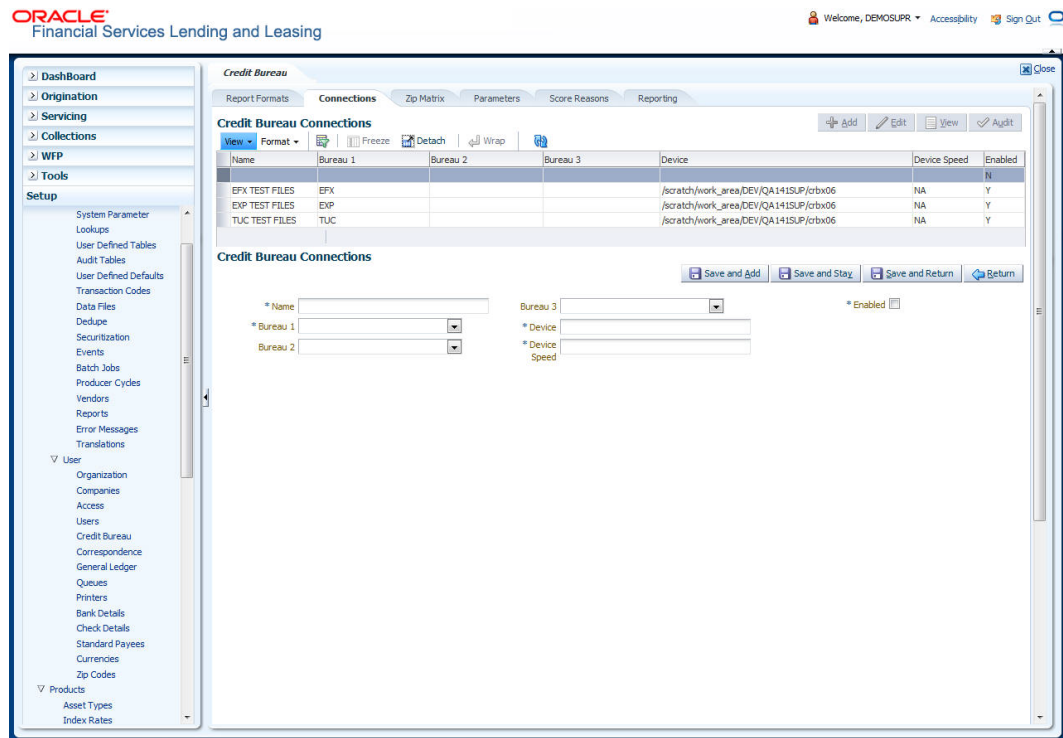 ORACLE®
Financial Services Lending and Leasing
Welcome, DEMOSUPR Accessibility Sign Out
Close
DashBoard
Origination
Servicing
Collections
WFP
Tools
Setup
System Parameter
Lookups
User Defined Tables
Audit Tables
User Defined Defaults
Transaction Codes
Data Files
Dedupe
Securitization
Events
Batch Jobs
Producer Cycles
Vendors
Reports
Error Messages
Translations
User
Organization
Companies
Access
Users
Credit Bureau
Correspondence
General Ledger
Queues
Printers
Bank Details
Check Details
Standard Payees
Currencies
Zip Codes
Products
Asset Types
Index Rates
Credit Bureau
Report Formats Connections Zip Matrix Parameters Score Reasons Reporting
Credit Bureau Connections
Add Edit View Audit
View Format Freeze Detach Wrap
Name Bureau 1 Bureau 2 Bureau 3 Device Device Speed Enabled
N
EFX TEST FILES EFX /scratch/work_area/DEV/QA141SUP/crbx06 NA Y
EXP TEST FILES EXP /scratch/work_area/DEV/QA141SUP/crbx06 NA Y
TUC TEST FILES TUC /scratch/work_area/DEV/QA141SUP/crbx06 NA Y
Credit Bureau Connections
Save and Add Save and Stay Save and Return Return
* Name Bureau 3 * Enabled
* Bureau 1 * Device
Bureau 2 * Device Speed